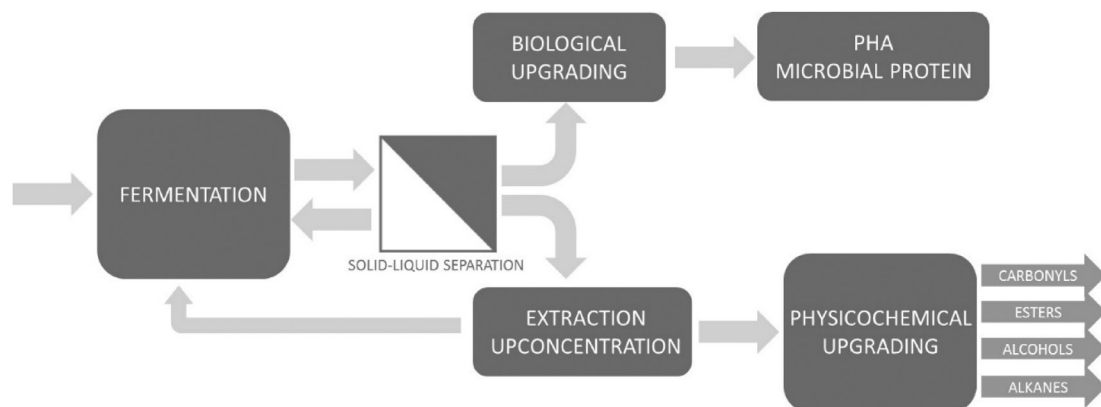 BIOLOGICAL
UPGRADING
PHA
MICROBIAL PROTEIN
FERMENTATION
SOLID-LIQUID SEPARATION
EXTRACTION
UPCONCENTRATION
PHYSICOCHEMICAL
UPGRADING
CARBONYLS
ESTERS
ALCOHOLS
ALKANES